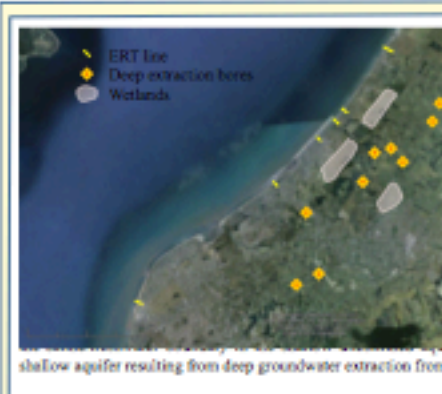 ERT line
Deep extraction bores
Wetlands
shallow aquifer resulting from deep groundwater extraction from